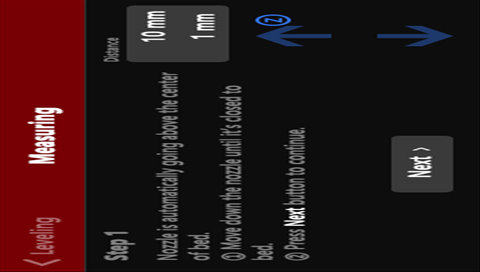 < Leveling
Measuring
Step 1
Nozzle is automatically going above the center
of bed.
① Move down the nozzle until it's closed to
bed.
② Press Next button to continue.
Distance
10 mm
1 mm
Ⓩ
Next >